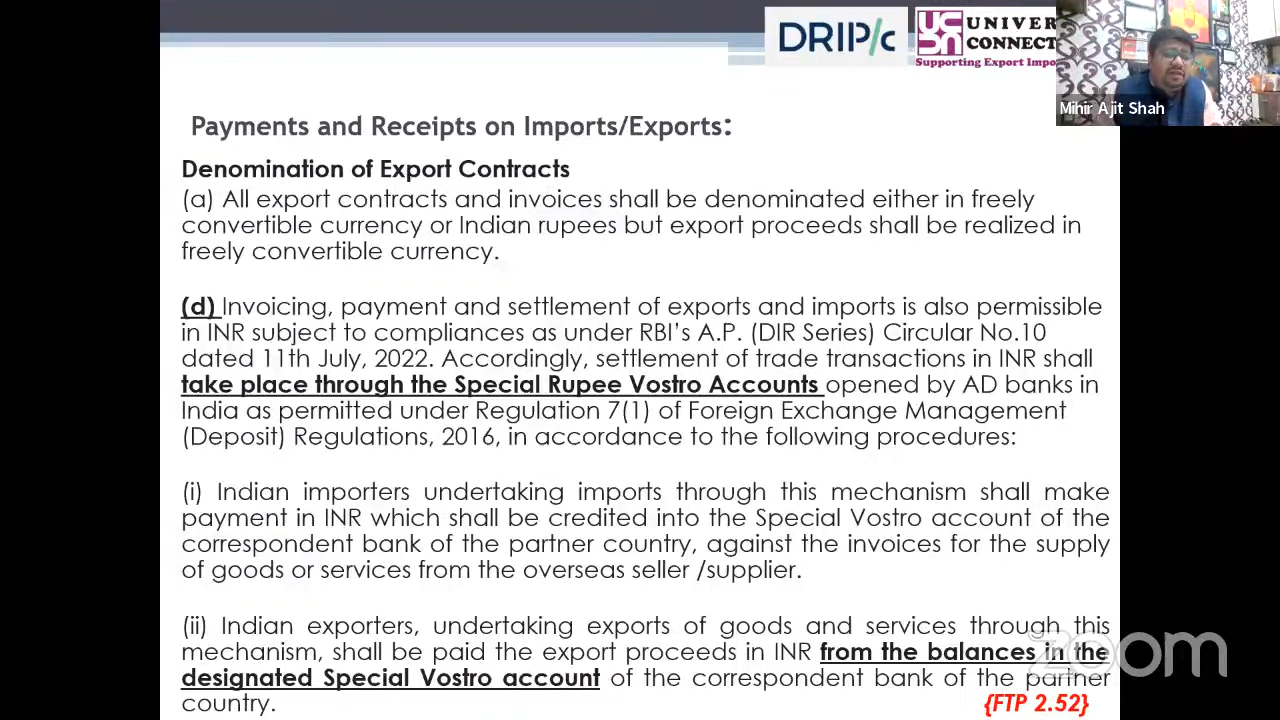 DRIP/c
UNIVER
CONNECT
Supporting Export Impo
Mihir Ajit Shah
Payments and Receipts on Imports/Exports:
Denomination of Export Contracts
(a) All export contracts and invoices shall be denominated either in freely
convertible currency or Indian rupees but export proceeds shall be realized in
freely convertible currency.
(d) Invoicing, payment and settlement of exports and imports is also permissible
in INR subject to compliances as under RBI's A.P. (DIR Series) Circular No.10
dated 11th July, 2022. Accordingly, settlement of trade transactions in INR shall
take place through the Special Rupee Vostro Accounts opened by AD banks in
India as permitted under Regulation 7(1) of Foreign Exchange Management
(Deposit) Regulations, 2016, in accordance to the following procedures:
(i) Indian importers undertaking imports through this mechanism shall make
payment in INR which shall be credited into the Special Vostro account of the
correspondent bank of the partner country, against the invoices for the supply
of goods or services from the overseas seller /supplier.
(ii) Indian exporters, undertaking exports of goods and services through this
mechanism, shall be paid the export proceeds in INR from the balances in the
designated Special Vostro account of the correspondent bank of the partner
country.
{FTP 2.52}
zoom